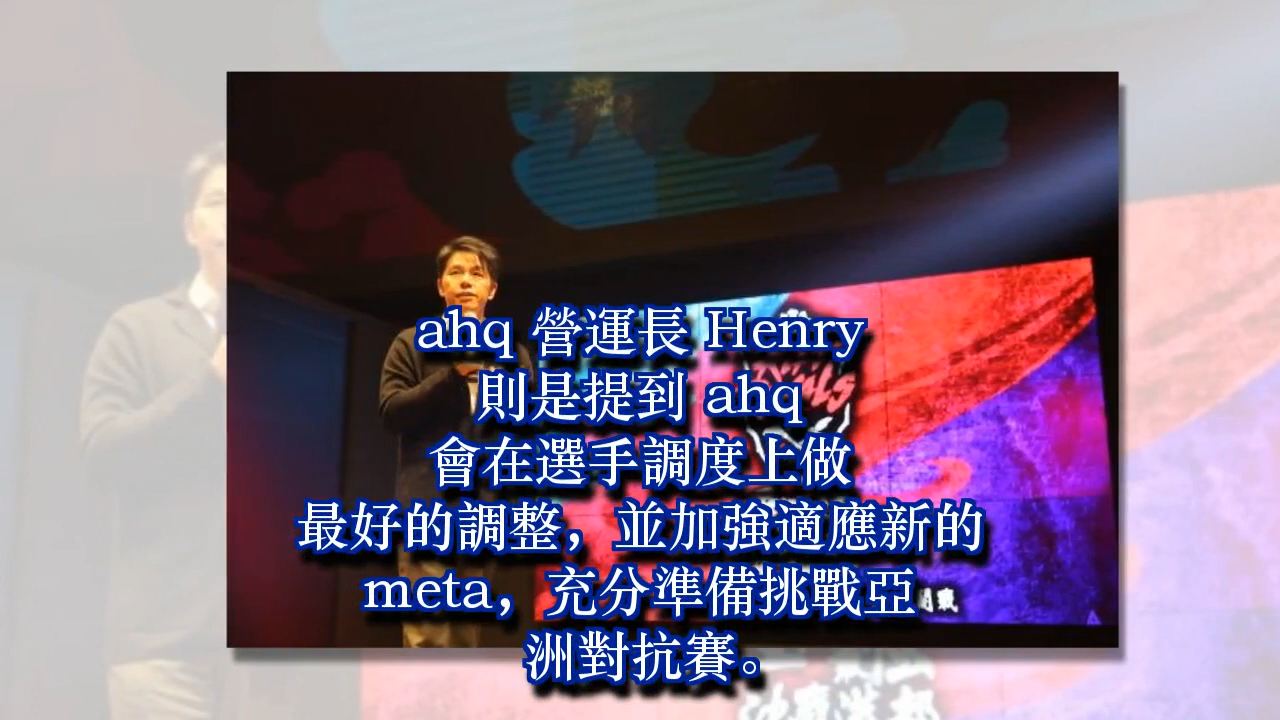 ahq 營運長 Henry
則是提到 ahq
會在選手調度上做
最好的調整，並加強適應新的
meta，充分準備挑戰亞
洲對抗賽。